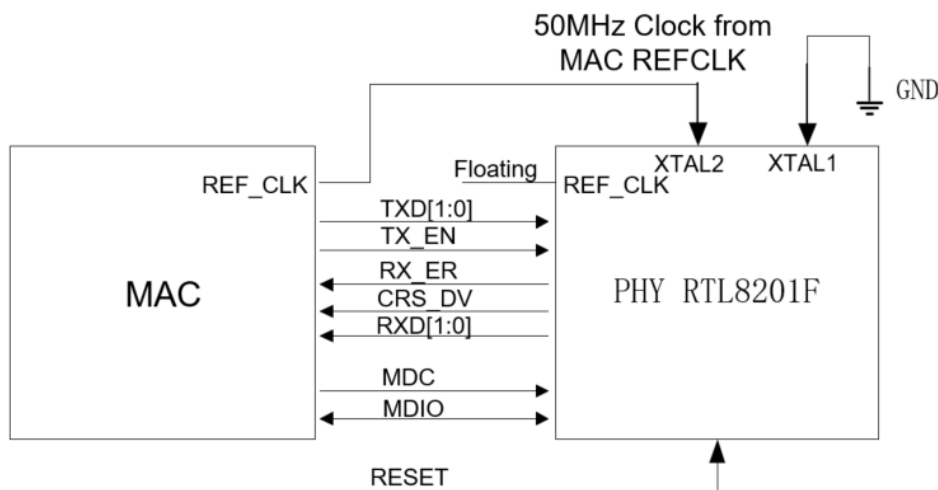 50MHz Clock from
MAC REFCLK
GND
XTAL2
XTAL1
Floating
REF_CLK
REF_CLK
TXD[1:0]
TX_EN
RX_ER
MAC
PHY RTL8201F
CRS_DV
RXD[1:0]
MDC
MDIO
RESET